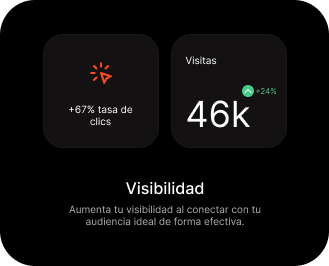 +67% tasa de
clics
Visitas
+24%
46k
Visibilidad
Aumenta tu visibilidad al conectar con tu
audiencia ideal de forma efectiva.